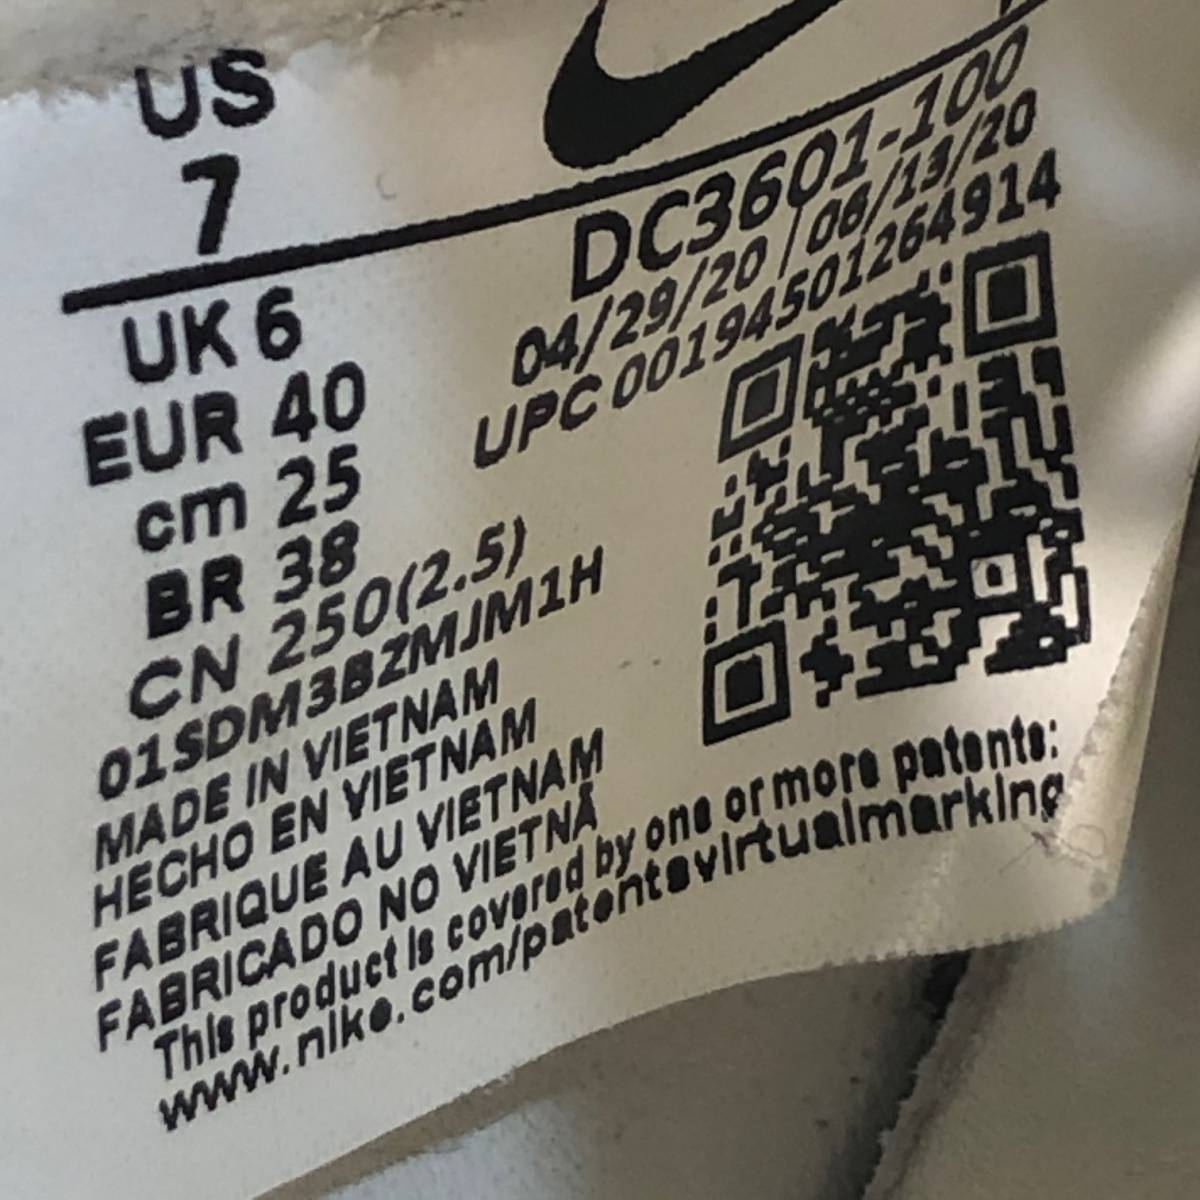 US
7
UK 6
EUR 40
cm 25
BR 38
CN 250(2.5)
01SDM3BZMJM1H
DC3601-100
04/29/20 / 08/13/20
UPC 00194501264914
MADE IN VIETNAM
HECHO EN VIETNAM
FABRIQUE AU VIETNAM
FABRICADO NO VIETNÃ
This product is covered by one or more patents:
www.nike.com/patentsvirtualmarking